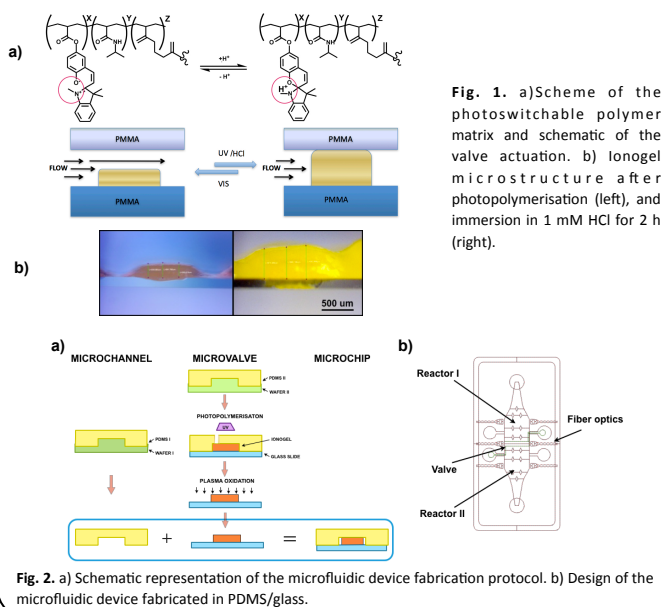 a)
X Y Z
O O O NH
O
N
+H⁺
- H⁺
X Y Z
O O O NH
O
H⁺
N
PMMA
FLOW
PMMA
UV /HCl
VIS
PMMA
FLOW
PMMA
Fig. 1. a)Scheme of the
photoswitchable polymer
matrix and schematic of the
valve actuation. b) Ionogel
microstructure after
photopolymerisation (left), and
immersion in 1 mM HCl for 2 h
(right).
b)
500 um
a)
MICROCHANNEL MICROVALVE MICROCHIP
PDMS II
WAFER II
PHOTOPOLYMERISATON
UV
PDMS I
WAFER I
IONOGEL
GLASS SLIDE
PLASMA OXIDATION
+ =
b)
Reactor I
Fiber optics
Valve
Reactor II
Fig. 2. a) Schematic representation of the microfluidic device fabrication protocol. b) Design of the
microfluidic device fabricated in PDMS/glass.